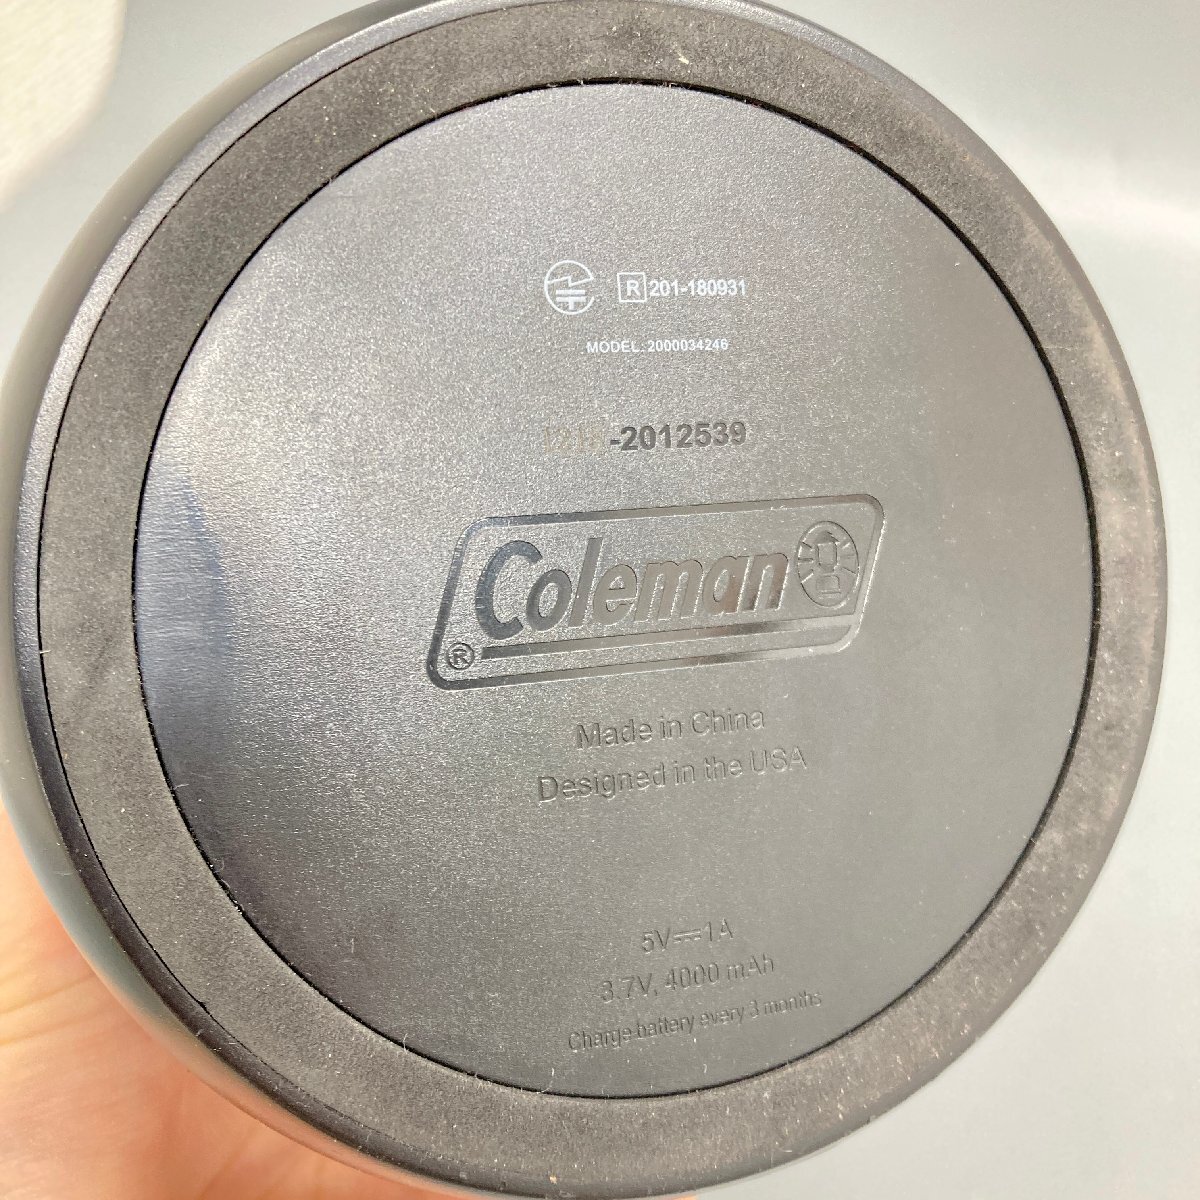 R 201-180931
MODEL: 2000034246
-2012539
Coleman
®
Made in China
Designed in the USA
5V⎓1A
3.7V, 4000 mAh
Charge battery every 3 months